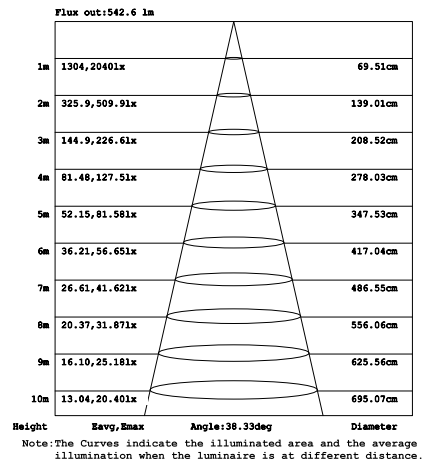 Flux out:542.6 lm
1m 1304,2040lx 69.51cm
2m 325.9,509.9lx 139.01cm
3m 144.9,226.6lx 208.52cm
4m 81.48,127.5lx 278.03cm
5m 52.15,81.58lx 347.53cm
6m 36.21,56.65lx 417.04cm
7m 26.61,41.62lx 486.55cm
8m 20.37,31.87lx 556.06cm
9m 16.10,25.18lx 625.56cm
10m 13.04,20.40lx 695.07cm
Height Eavg,Emax Angle:38.33deg Diameter
Note:The Curves indicate the illuminated area and the average
illumination when the luminaire is at different distance.